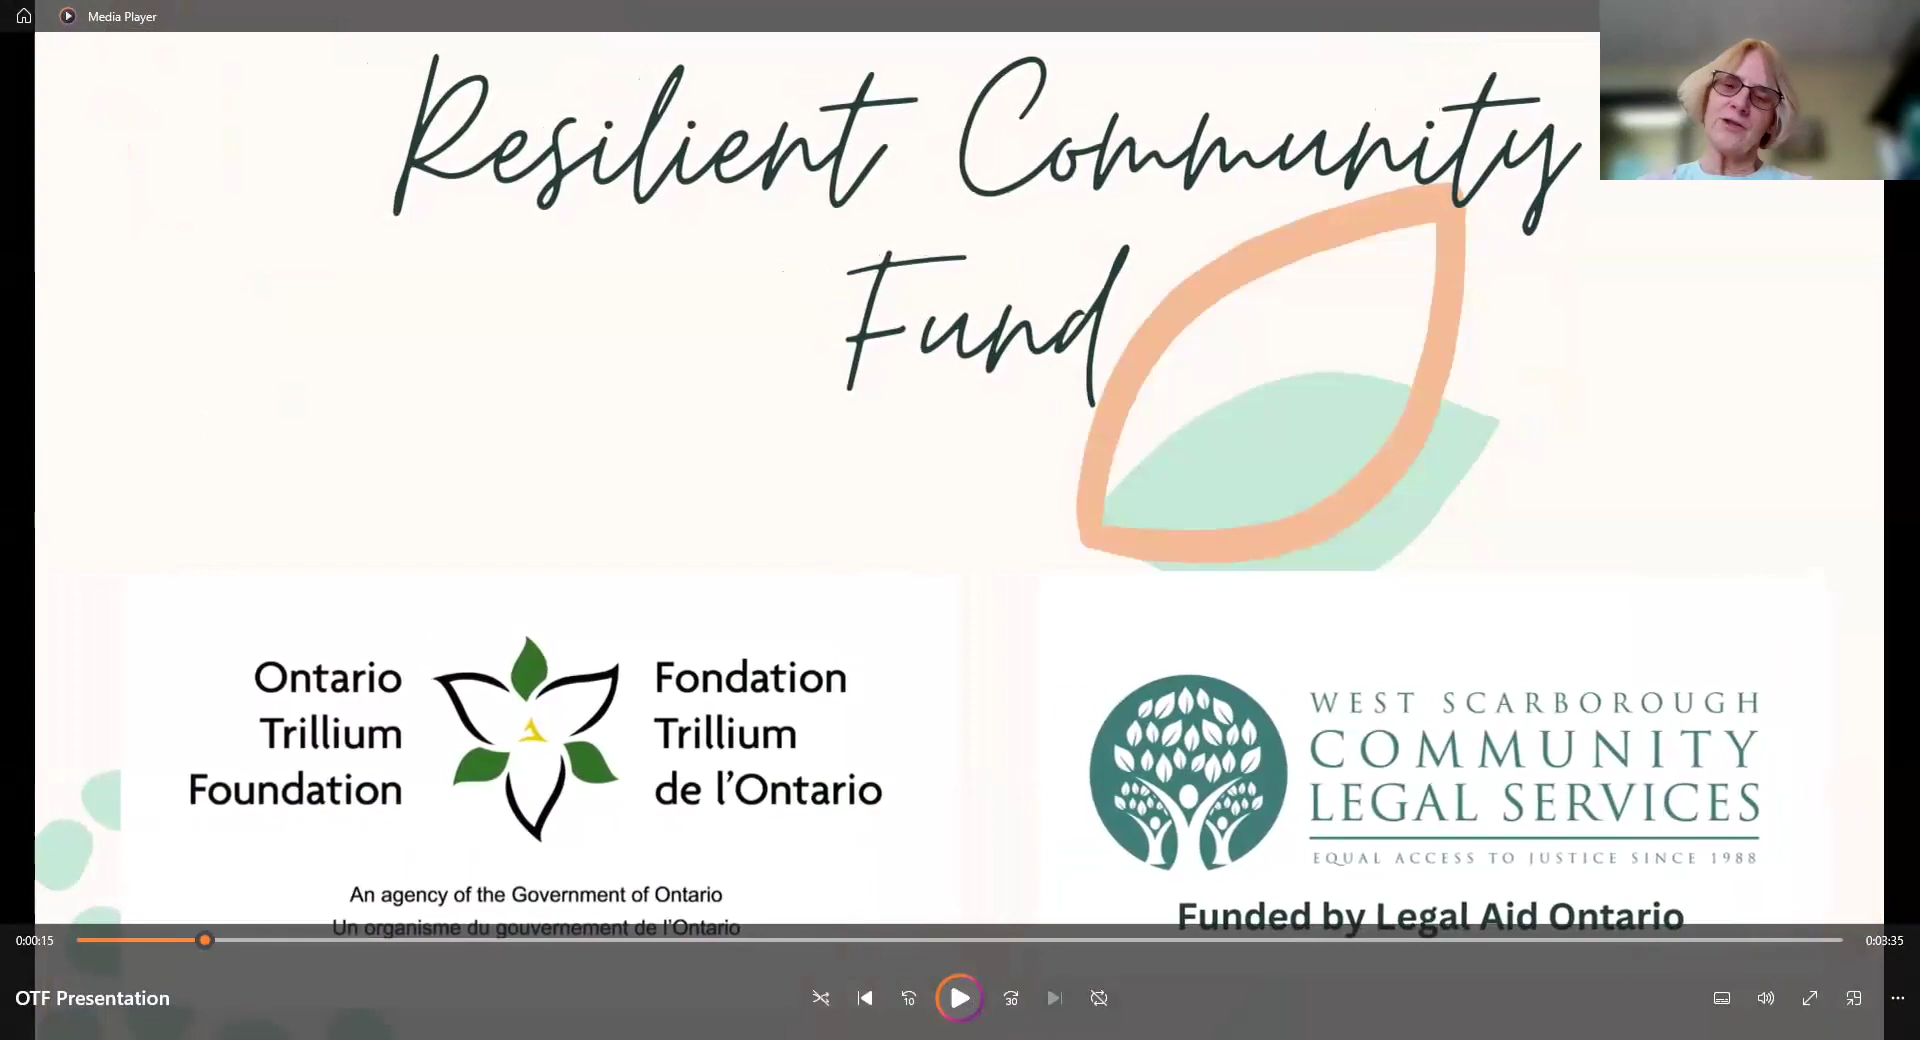 Media Player
Resilient Community
Fund
Ontario
Trillium
Foundation
Fondation
Trillium
de l'Ontario
An agency of the Government of Ontario
Un organisme du gouvernement de l'Ontario
WEST SCARBOROUGH
COMMUNITY
LEGAL SERVICES
EQUAL ACCESS TO JUSTICE SINCE 1988
Funded by Legal Aid Ontario
0:00:15
0:03:35
OTF Presentation
10
30